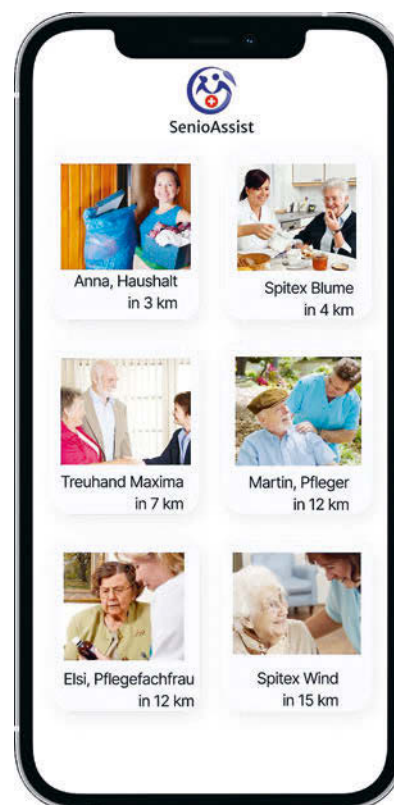 SenioAssist
Anna, Haushalt
in 3 km
Spitex Blume
in 4 km
Treuhand Maxima
in 7 km
Martin, Pfleger
in 12 km
Elsi, Pflegefachfrau
in 12 km
Spitex Wind
in 15 km